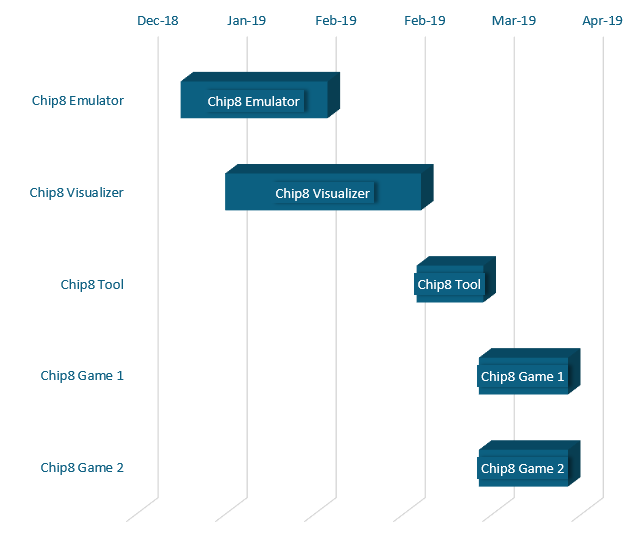 Dec-18 Jan-19 Feb-19 Feb-19 Mar-19 Apr-19
Chip8 Emulator Chip8 Emulator
Chip8 Visualizer Chip8 Visualizer
Chip8 Tool Chip8 Tool
Chip8 Game 1 Chip8 Game 1
Chip8 Game 2 Chip8 Game 2